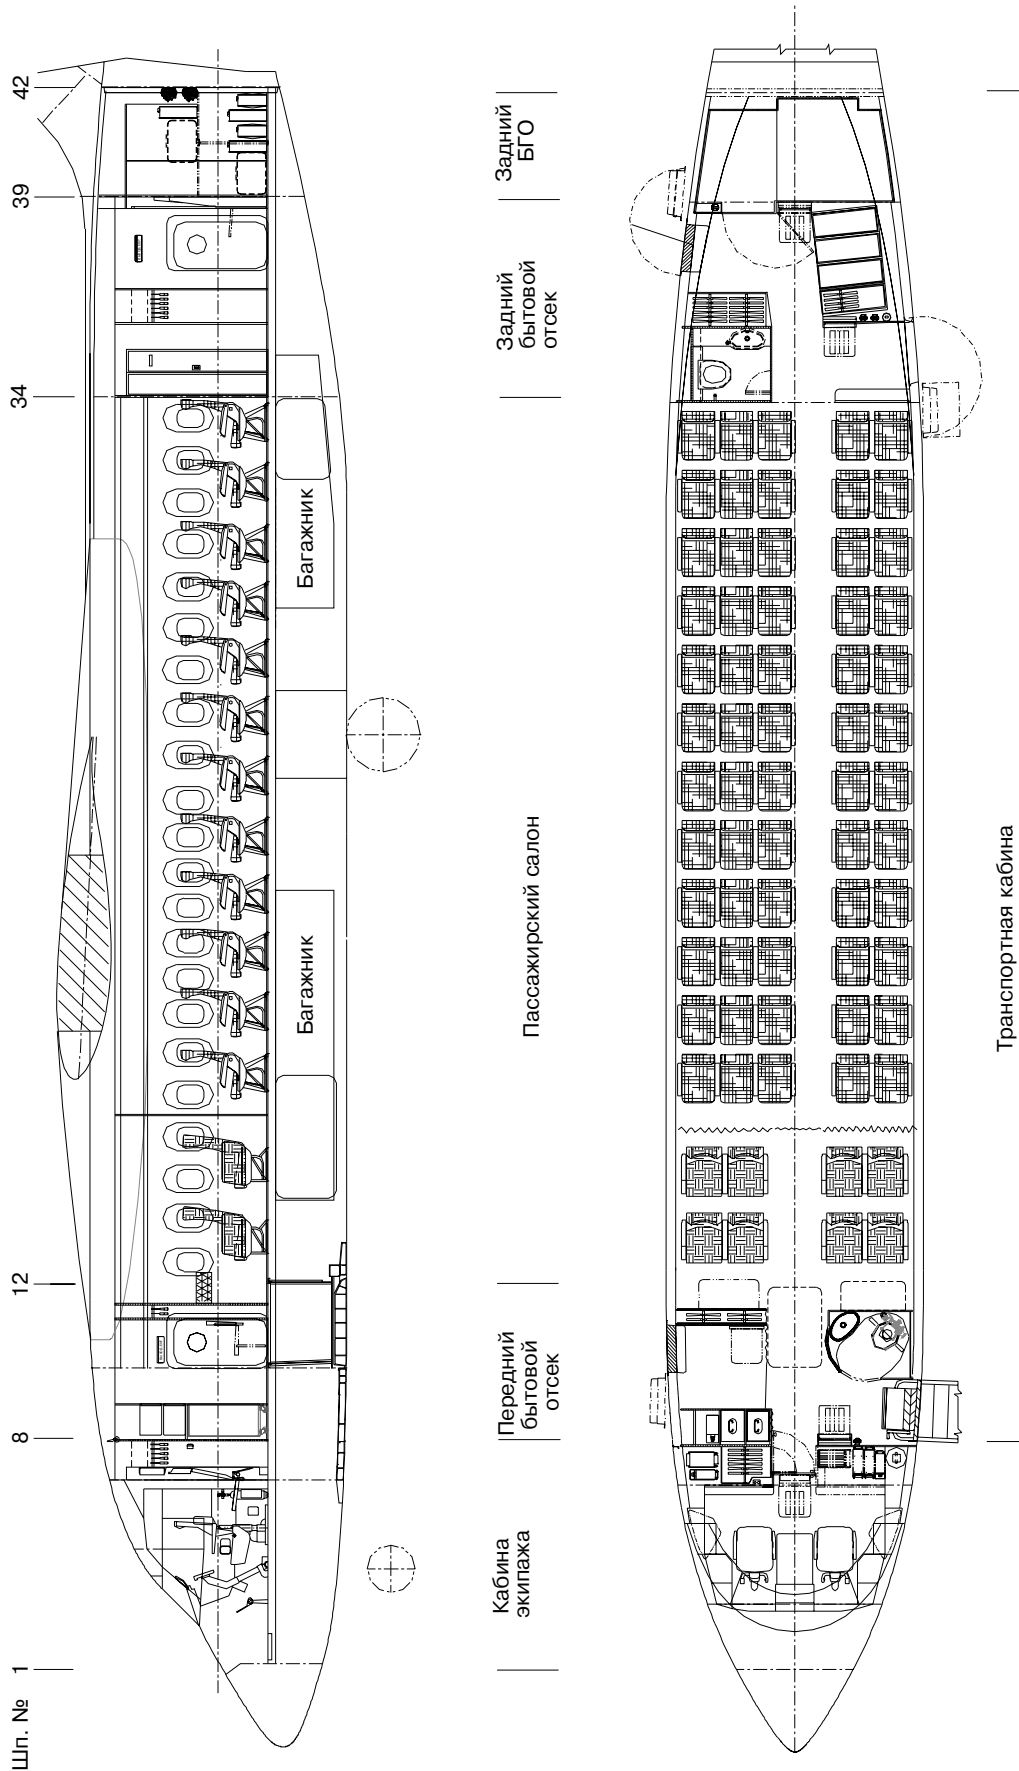 Шп. № 1
8
12
34
39
42
Багажник
Багажник
Кабина
экипажа
Передний
бытовой
отсек
Пассажирский салон
Задний
бытовой
отсек
Задний
БГО
Транспортная кабина